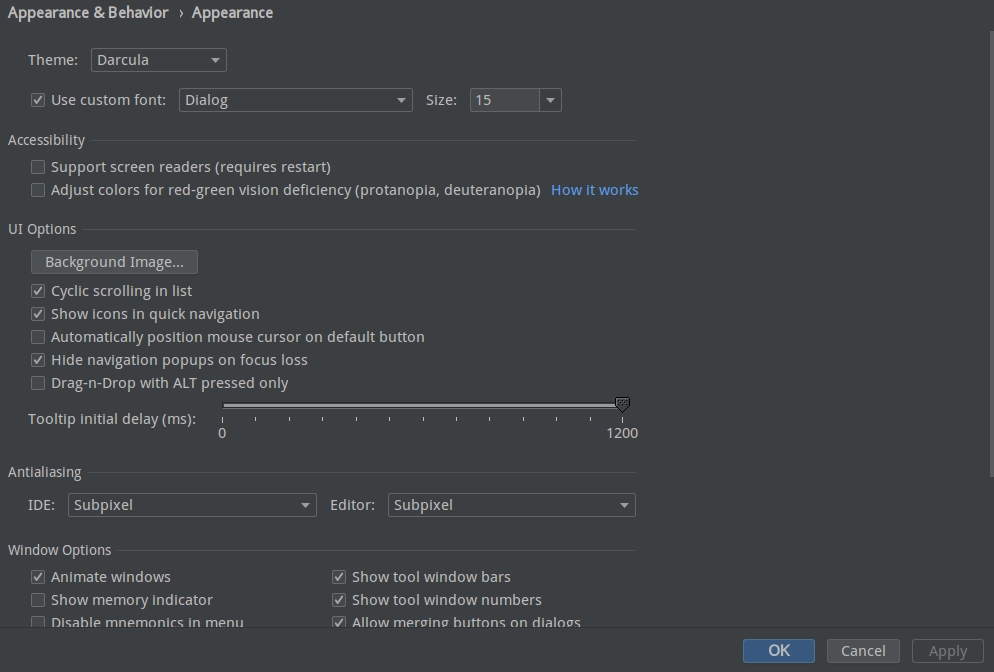 Appearance & Behavior › Appearance
Theme: Darcula
Use custom font: Dialog Size: 15
Accessibility
Support screen readers (requires restart)
Adjust colors for red-green vision deficiency (protanopia, deuteranopia) How it works
UI Options
Background Image...
Cyclic scrolling in list
Show icons in quick navigation
Automatically position mouse cursor on default button
Hide navigation popups on focus loss
Drag-n-Drop with ALT pressed only
Tooltip initial delay (ms):
0 1200
Antialiasing
IDE: Subpixel Editor: Subpixel
Window Options
Animate windows Show tool window bars
Show memory indicator Show tool window numbers
Disable mnemonics in menu Allow merging buttons on dialogs
OK Cancel Apply